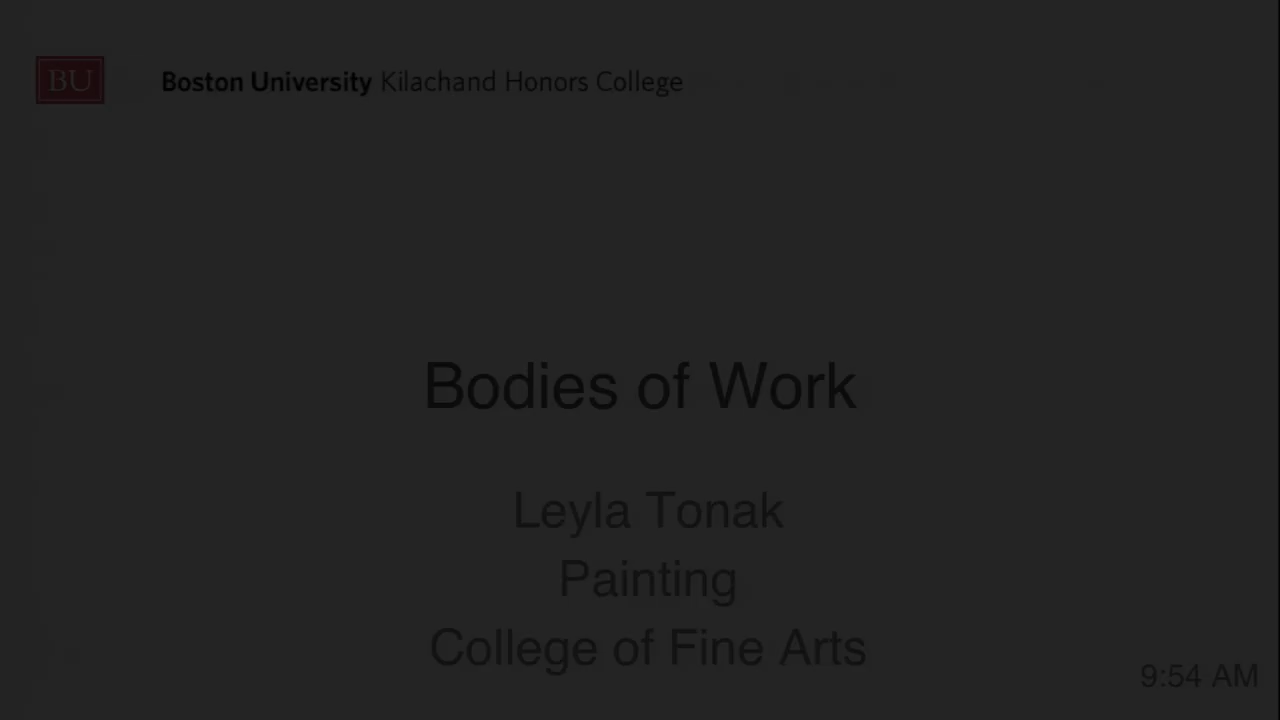 BU
Boston University Kilachand Honors College
Bodies of Work
Leyla Tonak
Painting
College of Fine Arts
9:54 AM